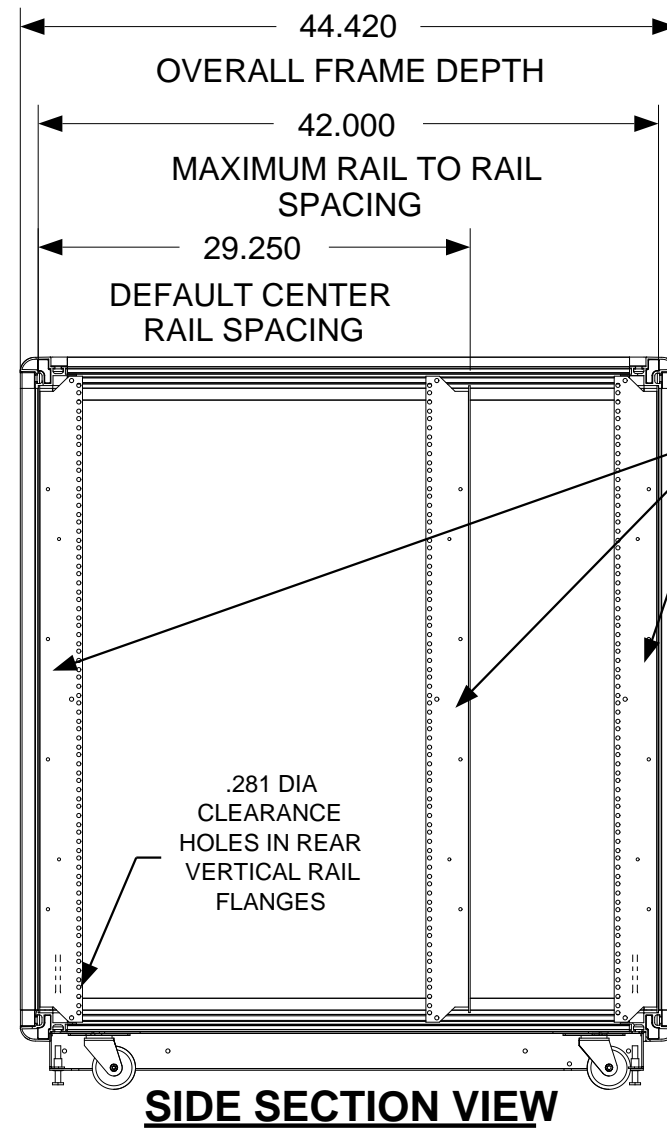 44.420
OVERALL FRAME DEPTH
42.000
MAXIMUM RAIL TO RAIL
SPACING
29.250
DEFAULT CENTER
RAIL SPACING
.281 DIA
CLEARANCE
HOLES IN REAR
VERTICAL RAIL
FLANGES
SIDE SECTION VIEW